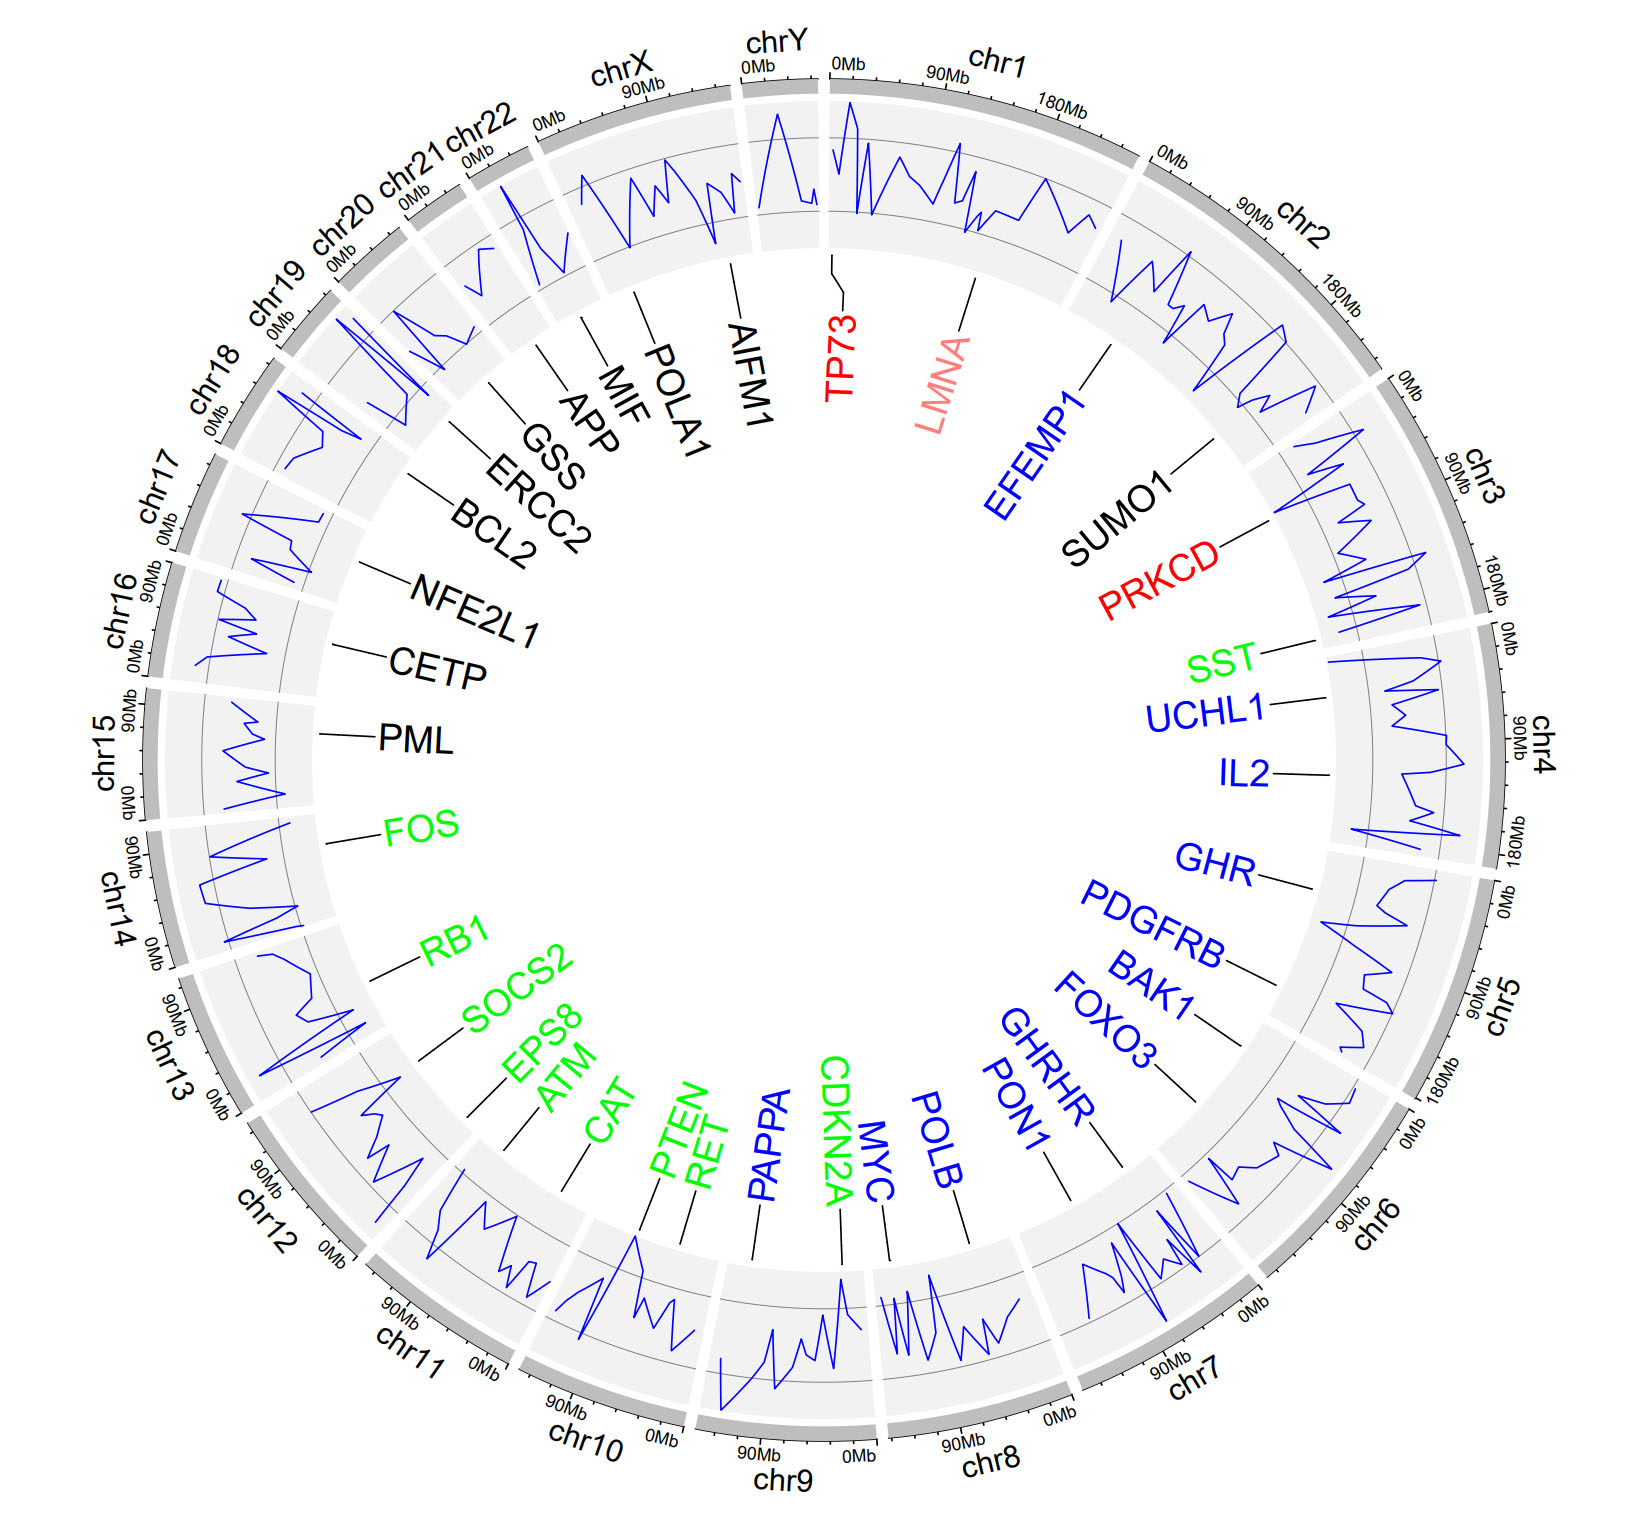 chr1
0Mb
90Mb
180Mb
chr2
0Mb
90Mb
180Mb
chr3
0Mb
90Mb
180Mb
chr4
0Mb
90Mb
180Mb
chr5
0Mb
90Mb
180Mb
chr6
0Mb
90Mb
chr7
0Mb
90Mb
chr8
0Mb
90Mb
chr9
0Mb
90Mb
chr10
0Mb
90Mb
chr11
0Mb
90Mb
chr12
0Mb
90Mb
chr13
0Mb
90Mb
chr14
0Mb
90Mb
chr15
0Mb
90Mb
chr16
0Mb
90Mb
chr17
0Mb
chr18
0Mb
chr19
0Mb
chr20
0Mb
chr21
0Mb
chr22
0Mb
chrX
0Mb
90Mb
chrY
0Mb
TP73
LMNA
EFEMP1
SUMO1
PRKCD
SST
UCHL1
IL2
GHR
PDGFRB
BAK1
FOXO3
GHRHR
PON1
POLB
MYC
CDKN2A
PAPPA
RET
PTEN
CAT
ATM
EPS8
SOCS2
RB1
FOS
PML
CETP
NFE2L1
BCL2
ERCC2
GSS
APP
MIF
POLA1
AIFM1